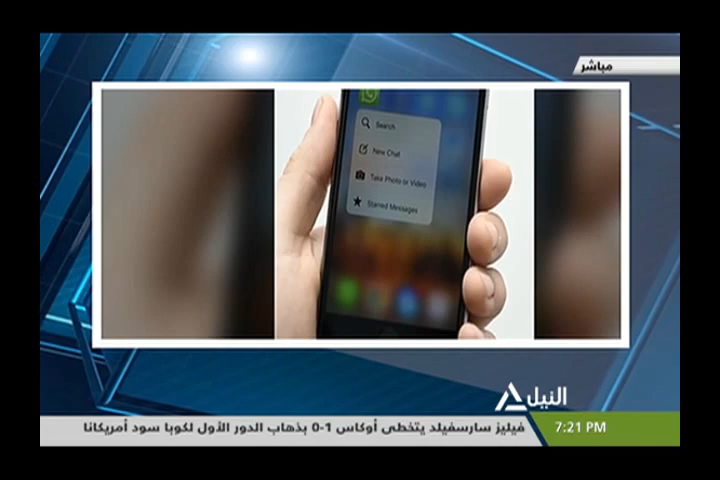 مباشر
Search
New Chat
Take Photo or Video
Starred Messages
النيل
فيليز سارسفيلد يتخطى أوكاس 1-0 بذهاب الدور الأول لكوبا سود أمريكانا
7:21 PM